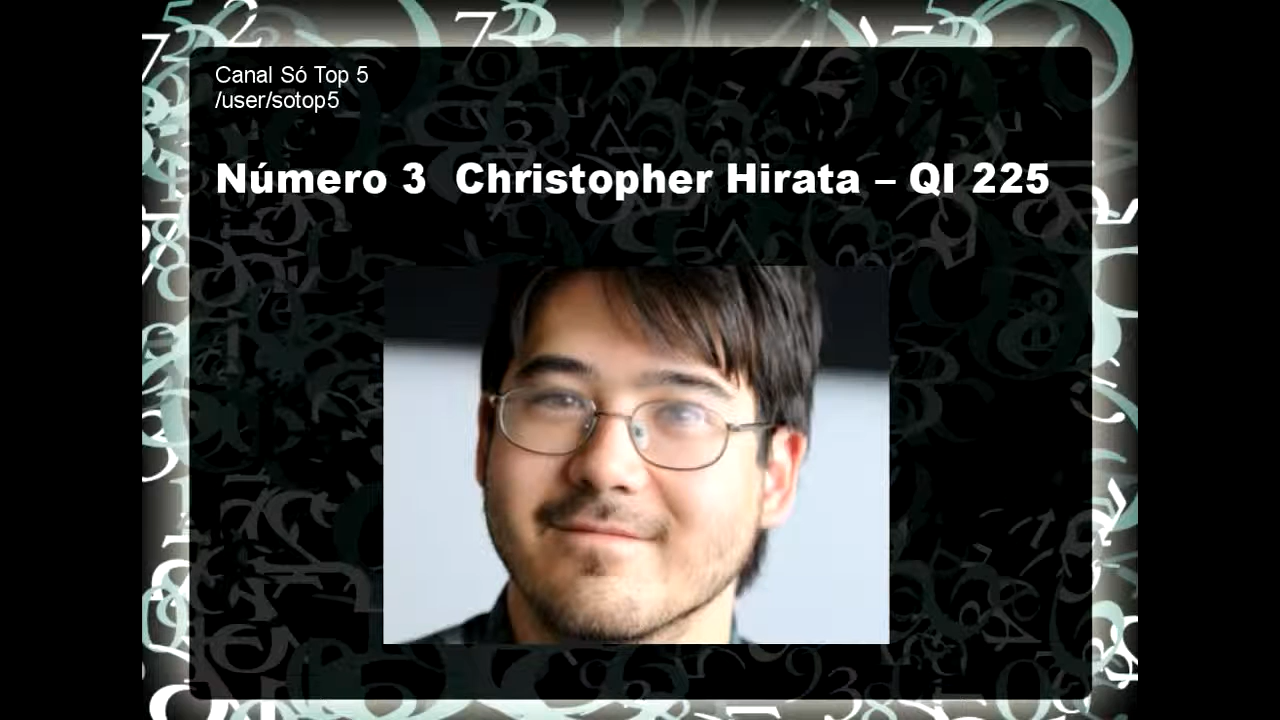 Canal Só Top 5
/user/sotop5
Número 3 Christopher Hirata – QI 225